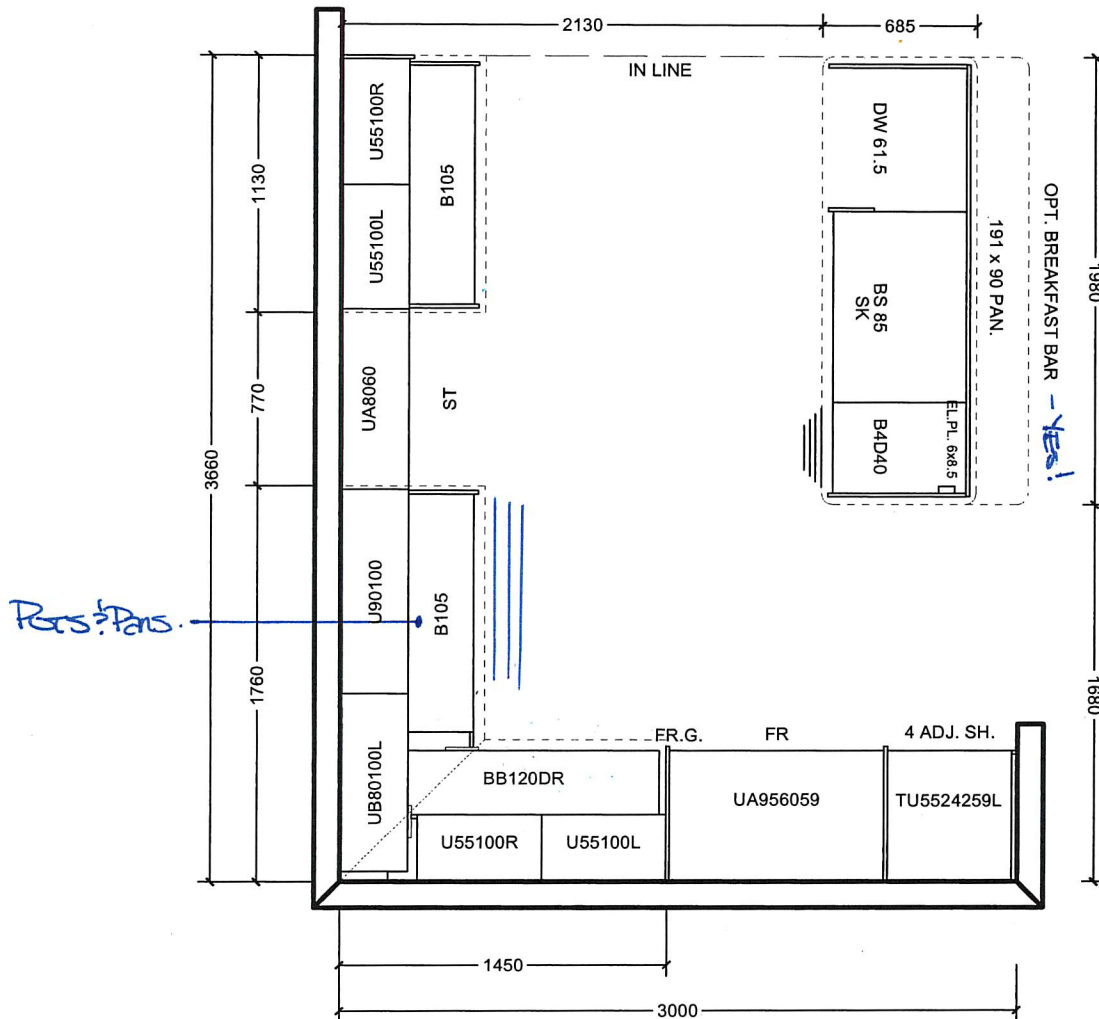 2130
685
IN LINE
U55100R
U55100L
B105
1130
DW 61.5
BS 85
SK
191 x 90 PAN.
OPT. BREAKFAST BAR - YES!
1980
770
3660
UA8060
ST
B4D40
EL.PL. 6x8.5
1760
U90100
B105
Pots & Pans.
1680
UB80100L
BB120DR
FR.G.
FR
4 ADJ. SH.
UA956059
TU5524259L
U55100R
U55100L
1450
3000